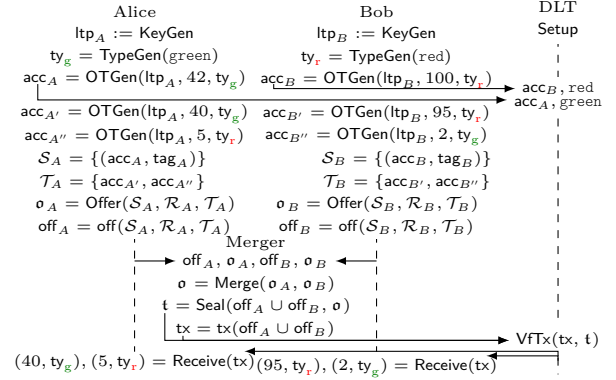 Alice Bob DLT
ltp_A := KeyGen ltp_B := KeyGen Setup
ty_g = TypeGen(green) ty_r = TypeGen(red)
acc_A = OTGen(ltp_A, 42, ty_g) acc_B = OTGen(ltp_B, 100, ty_r) acc_B, red
acc_A, green
acc_A′ = OTGen(ltp_A, 40, ty_g) acc_B′ = OTGen(ltp_B, 95, ty_r)
acc_A″ = OTGen(ltp_A, 5, ty_r) acc_B″ = OTGen(ltp_B, 2, ty_g)
𝒮_A = {(acc_A, tag_A)} 𝒮_B = {(acc_B, tag_B)}
𝒯_A = {acc_A′, acc_A″} 𝒯_B = {acc_B′, acc_B″}
𝔬_A = Offer(𝒮_A, ℛ_A, 𝒯_A) 𝔬_B = Offer(𝒮_B, ℛ_B, 𝒯_B)
off_A = off(𝒮_A, ℛ_A, 𝒯_A) off_B = off(𝒮_B, ℛ_B, 𝒯_B)
Merger
off_A, 𝔬_A, off_B, 𝔬_B
𝔬 = Merge(𝔬_A, 𝔬_B)
𝔱 = Seal(off_A ∪ off_B, 𝔬)
tx = tx(off_A ∪ off_B) VfTx(tx, 𝔱)
(40, ty_g), (5, ty_r) = Receive(tx) (95, ty_r), (2, ty_g) = Receive(tx)